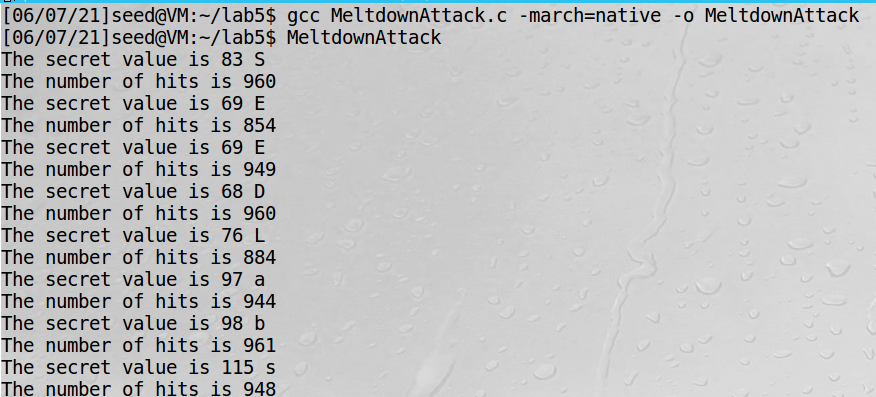 [06/07/21]seed@VM:~/lab5$ gcc MeltdownAttack.c -march=native -o MeltdownAttack
[06/07/21]seed@VM:~/lab5$ MeltdownAttack
The secret value is 83 S
The number of hits is 960
The secret value is 69 E
The number of hits is 854
The secret value is 69 E
The number of hits is 949
The secret value is 68 D
The number of hits is 960
The secret value is 76 L
The number of hits is 884
The secret value is 97 a
The number of hits is 944
The secret value is 98 b
The number of hits is 961
The secret value is 115 s
The number of hits is 948